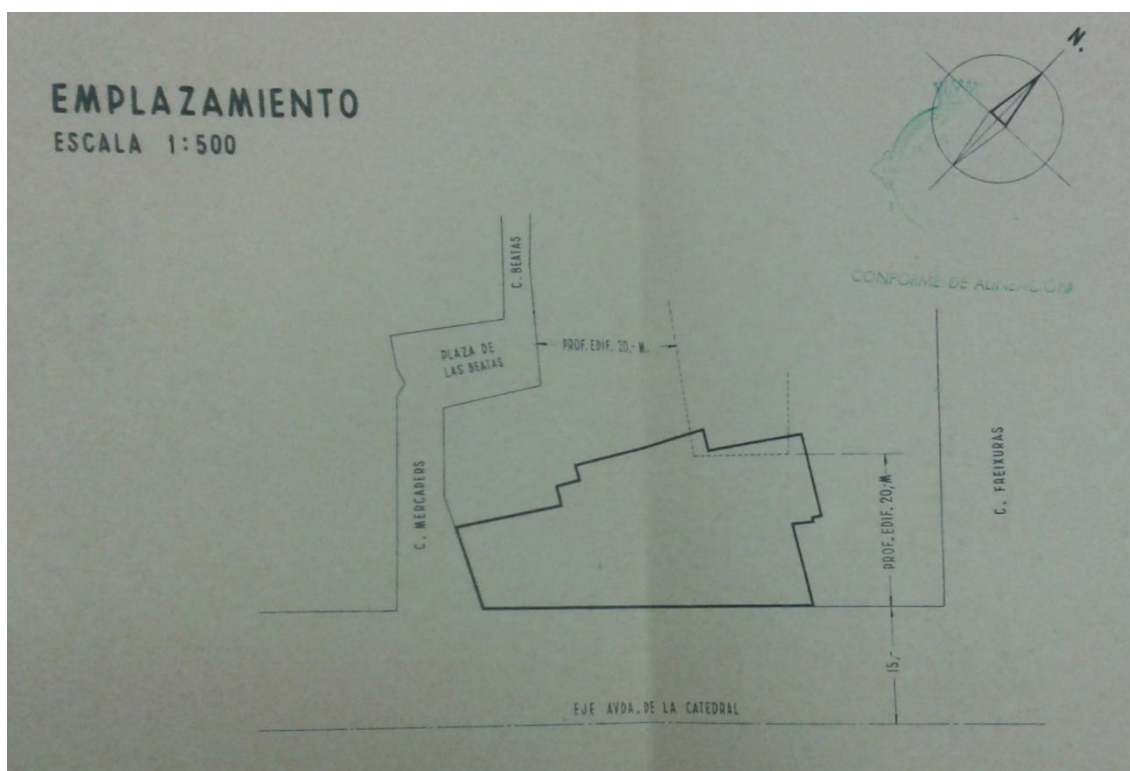 EMPLAZAMIENTO
ESCALA 1:500
N.
C. BEATAS
CONFORME DE ALINEACION
PLAZA DE
LAS BEATAS
PROF. EDIF. 20,- M.
C. MERCADERS
PROF. EDIF. 20,- M
C. FREIXURAS
15,-
EJE AVDA. DE LA CATEDRAL